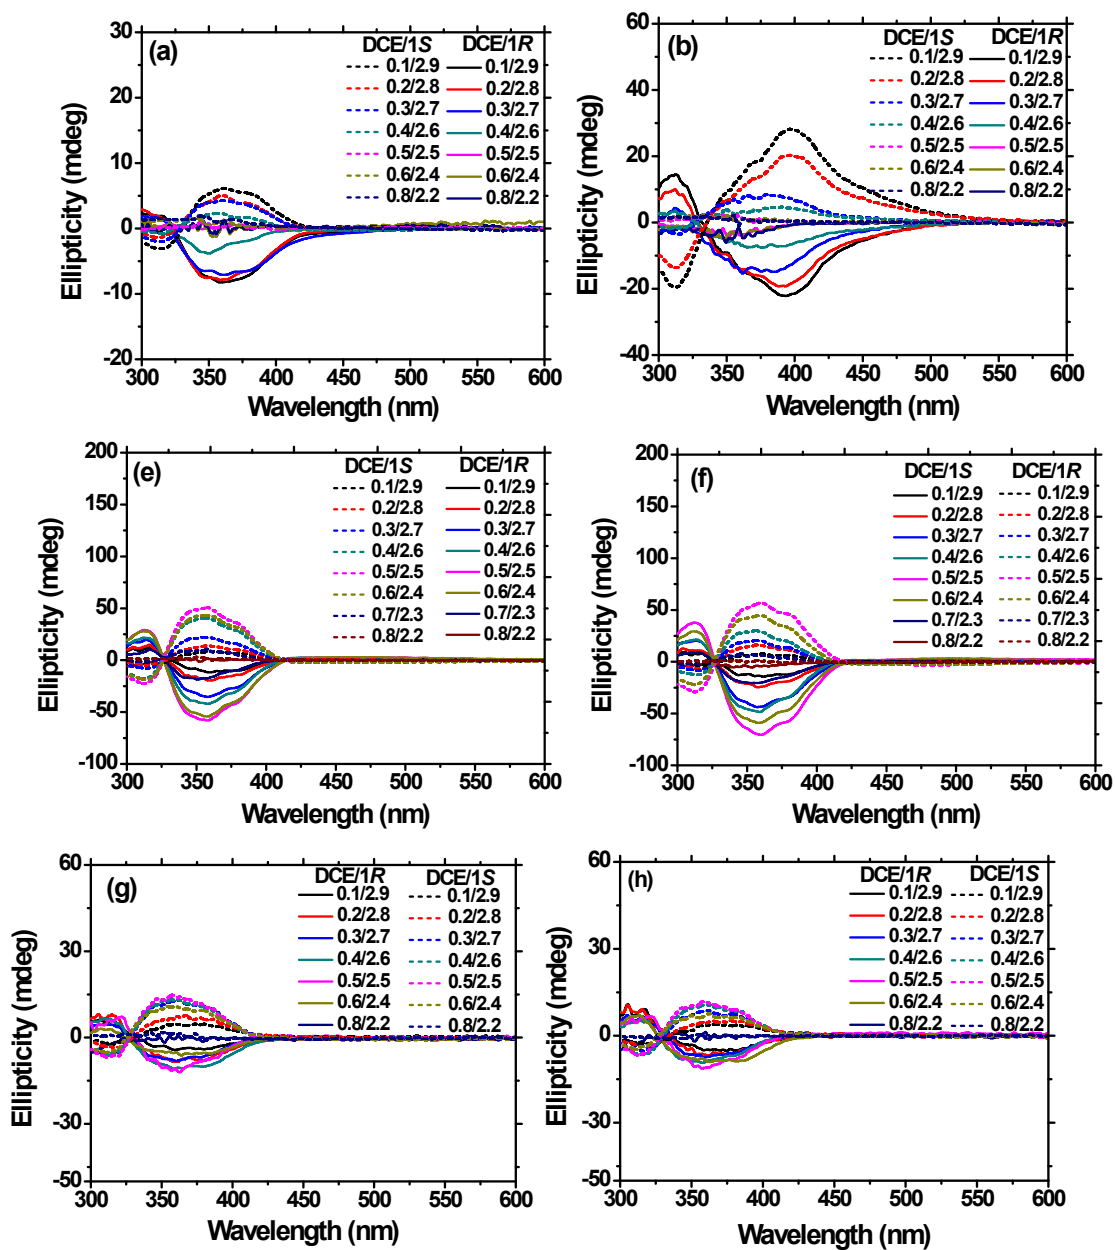 (a)
DCE/1S DCE/1R
0.1/2.9 0.1/2.9
0.2/2.8 0.2/2.8
0.3/2.7 0.3/2.7
0.4/2.6 0.4/2.6
0.5/2.5 0.5/2.5
0.6/2.4 0.6/2.4
0.8/2.2 0.8/2.2
30
20
10
0
-10
-20
Ellipticity (mdeg)
300 350 400 450 500 550 600
Wavelength (nm)
(b)
DCE/1S DCE/1R
0.1/2.9 0.1/2.9
0.2/2.8 0.2/2.8
0.3/2.7 0.3/2.7
0.4/2.6 0.4/2.6
0.5/2.5 0.5/2.5
0.6/2.4 0.6/2.4
0.8/2.2 0.8/2.2
60
40
20
0
-20
-40
Ellipticity (mdeg)
300 350 400 450 500 550 600
Wavelength (nm)
(e)
DCE/1S DCE/1R
0.1/2.9 0.1/2.9
0.2/2.8 0.2/2.8
0.3/2.7 0.3/2.7
0.4/2.6 0.4/2.6
0.5/2.5 0.5/2.5
0.6/2.4 0.6/2.4
0.7/2.3 0.7/2.3
0.8/2.2 0.8/2.2
200
150
100
50
0
-50
-100
Ellipticity (mdeg)
300 350 400 450 500 550 600
Wavelength (nm)
(f)
DCE/1S DCE/1R
0.1/2.9 0.1/2.9
0.2/2.8 0.2/2.8
0.3/2.7 0.3/2.7
0.4/2.6 0.4/2.6
0.5/2.5 0.5/2.5
0.6/2.4 0.6/2.4
0.7/2.3 0.7/2.3
0.8/2.2 0.8/2.2
200
150
100
50
0
-50
-100
Ellipticity (mdeg)
300 350 400 450 500 550 600
Wavelength (nm)
(g)
DCE/1R DCE/1S
0.1/2.9 0.1/2.9
0.2/2.8 0.2/2.8
0.3/2.7 0.3/2.7
0.4/2.6 0.4/2.6
0.5/2.5 0.5/2.5
0.6/2.4 0.6/2.4
0.8/2.2 0.8/2.2
60
30
0
-30
-50
Ellipticity (mdeg)
300 350 400 450 500 550 600
Wavelength (nm)
(h)
DCE/1R DCE/1S
0.1/2.9 0.1/2.9
0.2/2.8 0.2/2.8
0.3/2.7 0.3/2.7
0.4/2.6 0.4/2.6
0.5/2.5 0.5/2.5
0.6/2.4 0.6/2.4
0.8/2.2 0.8/2.2
60
30
0
-30
-50
Ellipticity (mdeg)
300 350 400 450 500 550 600
Wavelength (nm)